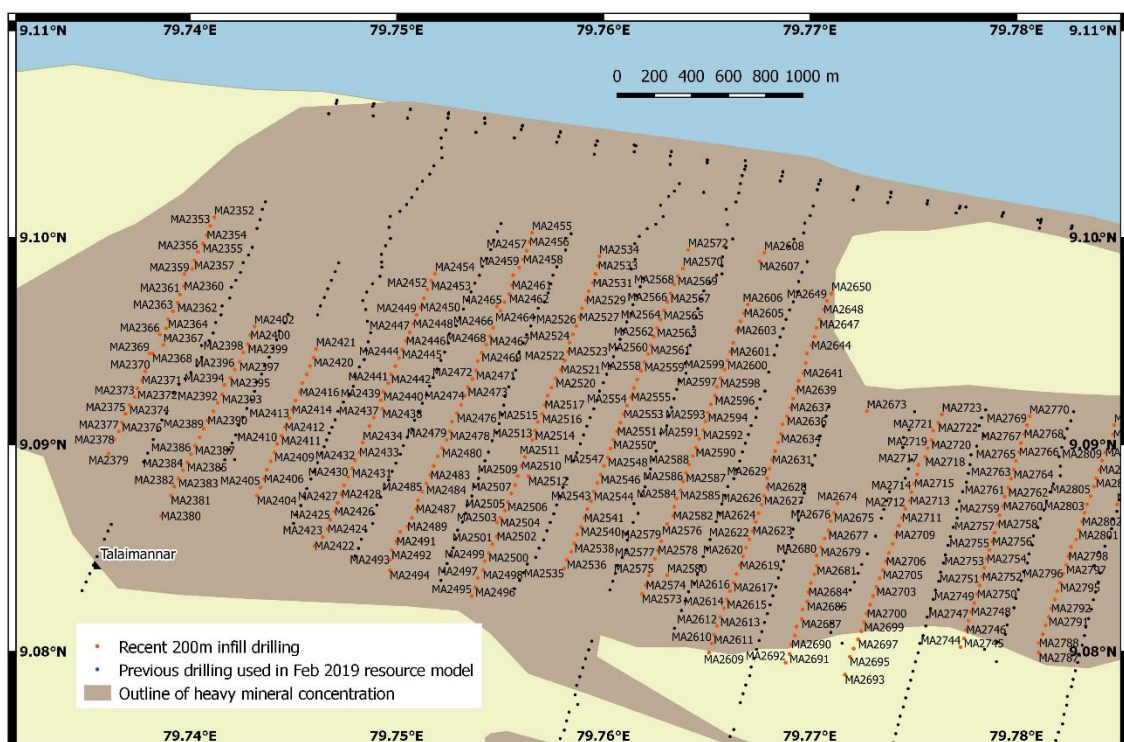 9.11°N
79.74°E
79.75°E
79.76°E
79.77°E
79.78°E
9.11°N
0 200 400 600 800 1000 m
9.10°N
9.10°N
9.09°N
9.09°N
9.08°N
9.08°N
MA2352
MA2353
MA2354
MA2355
MA2356
MA2357
MA2359
MA2360
MA2361
MA2362
MA2363
MA2364
MA2366
MA2367
MA2368
MA2369
MA2370
MA2371
MA2372
MA2373
MA2374
MA2375
MA2376
MA2377
MA2378
MA2379
MA2402
MA2400
MA2399
MA2398
MA2397
MA2396
MA2395
MA2394
MA2393
MA2392
MA2390
MA2389
MA2387
MA2386
MA2385
MA2384
MA2383
MA2382
MA2381
MA2380
MA2421
MA2420
MA2416
MA2414
MA2413
MA2412
MA2411
MA2410
MA2409
MA2406
MA2405
MA2404
MA2454
MA2453
MA2452
MA2450
MA2449
MA2448
MA2447
MA2446
MA2445
MA2444
MA2442
MA2441
MA2440
MA2439
MA2438
MA2437
MA2434
MA2433
MA2432
MA2431
MA2430
MA2428
MA2427
MA2426
MA2425
MA2424
MA2423
MA2422
MA2455
MA2456
MA2457
MA2458
MA2459
MA2461
MA2462
MA2464
MA2465
MA2466
MA2467
MA2468
MA2469
MA2471
MA2472
MA2473
MA2474
MA2476
MA2478
MA2479
MA2480
MA2483
MA2484
MA2485
MA2487
MA2489
MA2491
MA2492
MA2493
MA2494
MA2534
MA2533
MA2531
MA2529
MA2527
MA2526
MA2524
MA2523
MA2522
MA2521
MA2520
MA2517
MA2516
MA2515
MA2514
MA2513
MA2511
MA2510
MA2512
MA2509
MA2507
MA2506
MA2505
MA2504
MA2503
MA2502
MA2501
MA2500
MA2499
MA2498
MA2497
MA2496
MA2495
MA2572
MA2570
MA2569
MA2568
MA2567
MA2566
MA2565
MA2564
MA2563
MA2562
MA2561
MA2560
MA2559
MA2558
MA2555
MA2554
MA2553
MA2551
MA2550
MA2548
MA2547
MA2546
MA2544
MA2543
MA2541
MA2540
MA2538
MA2536
MA2535
MA2608
MA2607
MA2606
MA2605
MA2603
MA2601
MA2600
MA2599
MA2598
MA2597
MA2596
MA2594
MA2593
MA2592
MA2591
MA2590
MA2588
MA2587
MA2586
MA2585
MA2584
MA2582
MA2579
MA2576
MA2578
MA2577
MA2575
MA2580
MA2574
MA2573
MA2650
MA2649
MA2648
MA2647
MA2644
MA2641
MA2639
MA2637
MA2636
MA2634
MA2631
MA2629
MA2628
MA2627
MA2626
MA2624
MA2623
MA2622
MA2620
MA2619
MA2617
MA2616
MA2615
MA2614
MA2613
MA2612
MA2611
MA2610
MA2609
MA2673
MA2674
MA2675
MA2676
MA2677
MA2679
MA2680
MA2681
MA2684
MA2685
MA2687
MA2690
MA2691
MA2692
MA2723
MA2722
MA2721
MA2720
MA2719
MA2718
MA2717
MA2715
MA2714
MA2713
MA2712
MA2711
MA2709
MA2706
MA2705
MA2703
MA2700
MA2699
MA2697
MA2695
MA2693
MA2770
MA2769
MA2768
MA2767
MA2766
MA2765
MA2764
MA2763
MA2762
MA2761
MA2760
MA2759
MA2758
MA2757
MA2756
MA2755
MA2754
MA2753
MA2752
MA2751
MA2750
MA2749
MA2748
MA2747
MA2746
MA2745
MA2744
MA2809
MA2805
MA2803
MA2802
MA2801
MA2798
MA2797
MA2796
MA2795
MA2792
MA2791
MA2788
MA2787
Talaimannar
Recent 200m infill drilling
Previous drilling used in Feb 2019 resource model
Outline of heavy mineral concentration
79.74°E
79.75°E
79.76°E
79.77°E
79.78°E